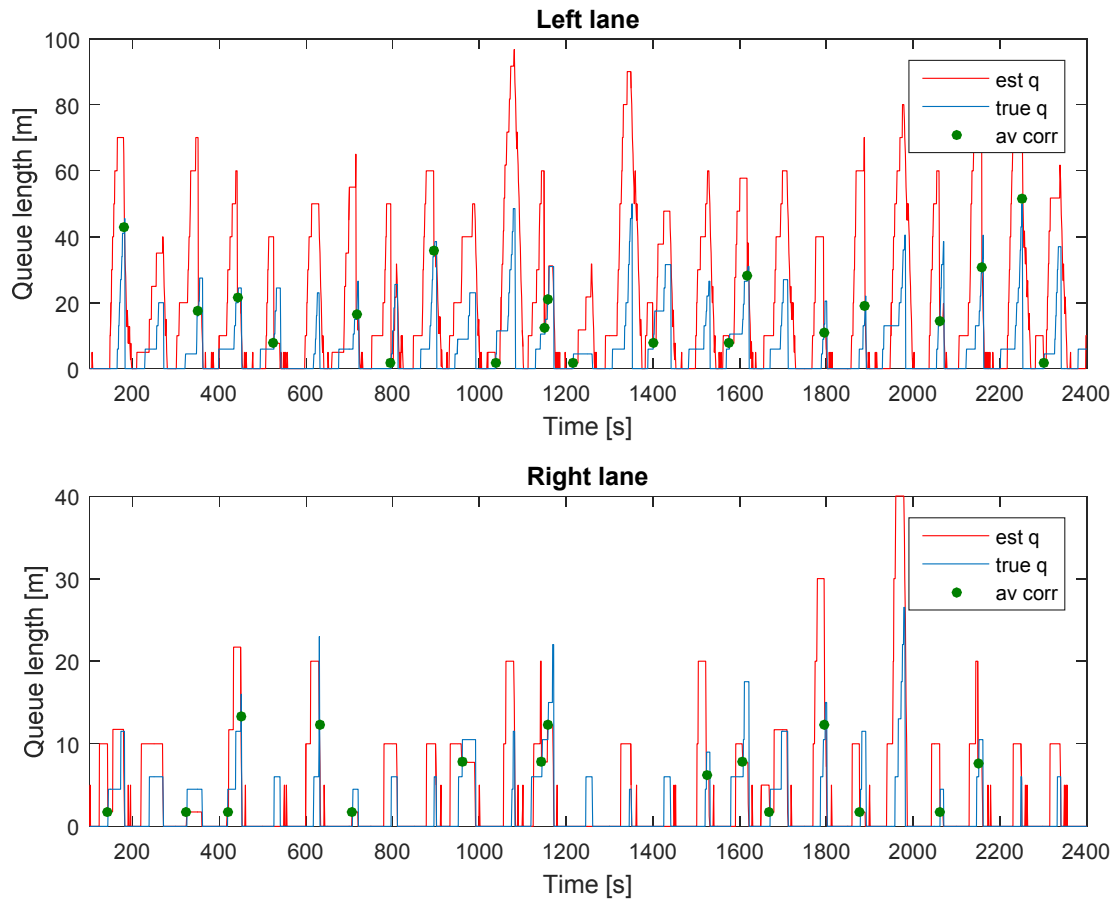 Left lane
Queue length [m]
100
80
60
40
20
0
est q
true q
av corr
200 400 600 800 1000 1200 1400 1600 1800 2000 2200 2400
Time [s]
Right lane
Queue length [m]
40
30
20
10
0
est q
true q
av corr
200 400 600 800 1000 1200 1400 1600 1800 2000 2200 2400
Time [s]